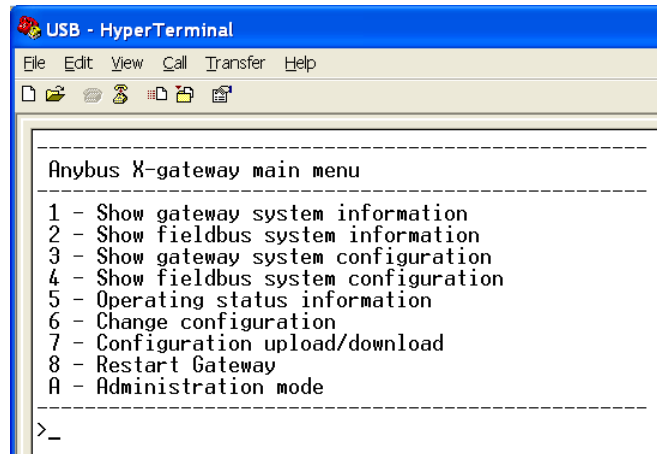 USB - HyperTerminal
File Edit View Call Transfer Help
------------------------------------------------------
Anybus X-gateway main menu
------------------------------------------------------
1 - Show gateway system information
2 - Show fieldbus system information
3 - Show gateway system configuration
4 - Show fieldbus system configuration
5 - Operating status information
6 - Change configuration
7 - Configuration upload/download
8 - Restart Gateway
A - Administration mode
------------------------------------------------------
>_